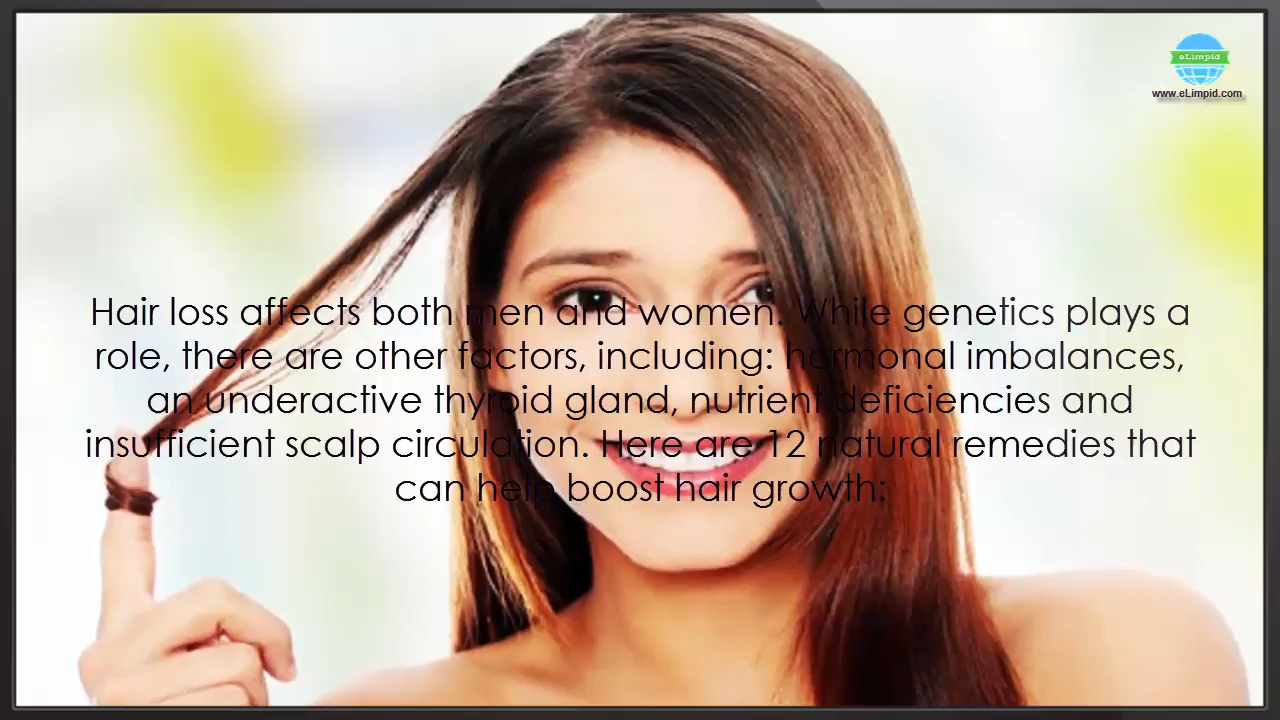 eLimpid
www.eLimpid.com
Hair loss affects both men and women. While genetics plays a
role, there are other factors, including: hormonal imbalances,
an underactive thyroid gland, nutrient deficiencies and
insufficient scalp circulation. Here are 12 natural remedies that
can help boost hair growth: